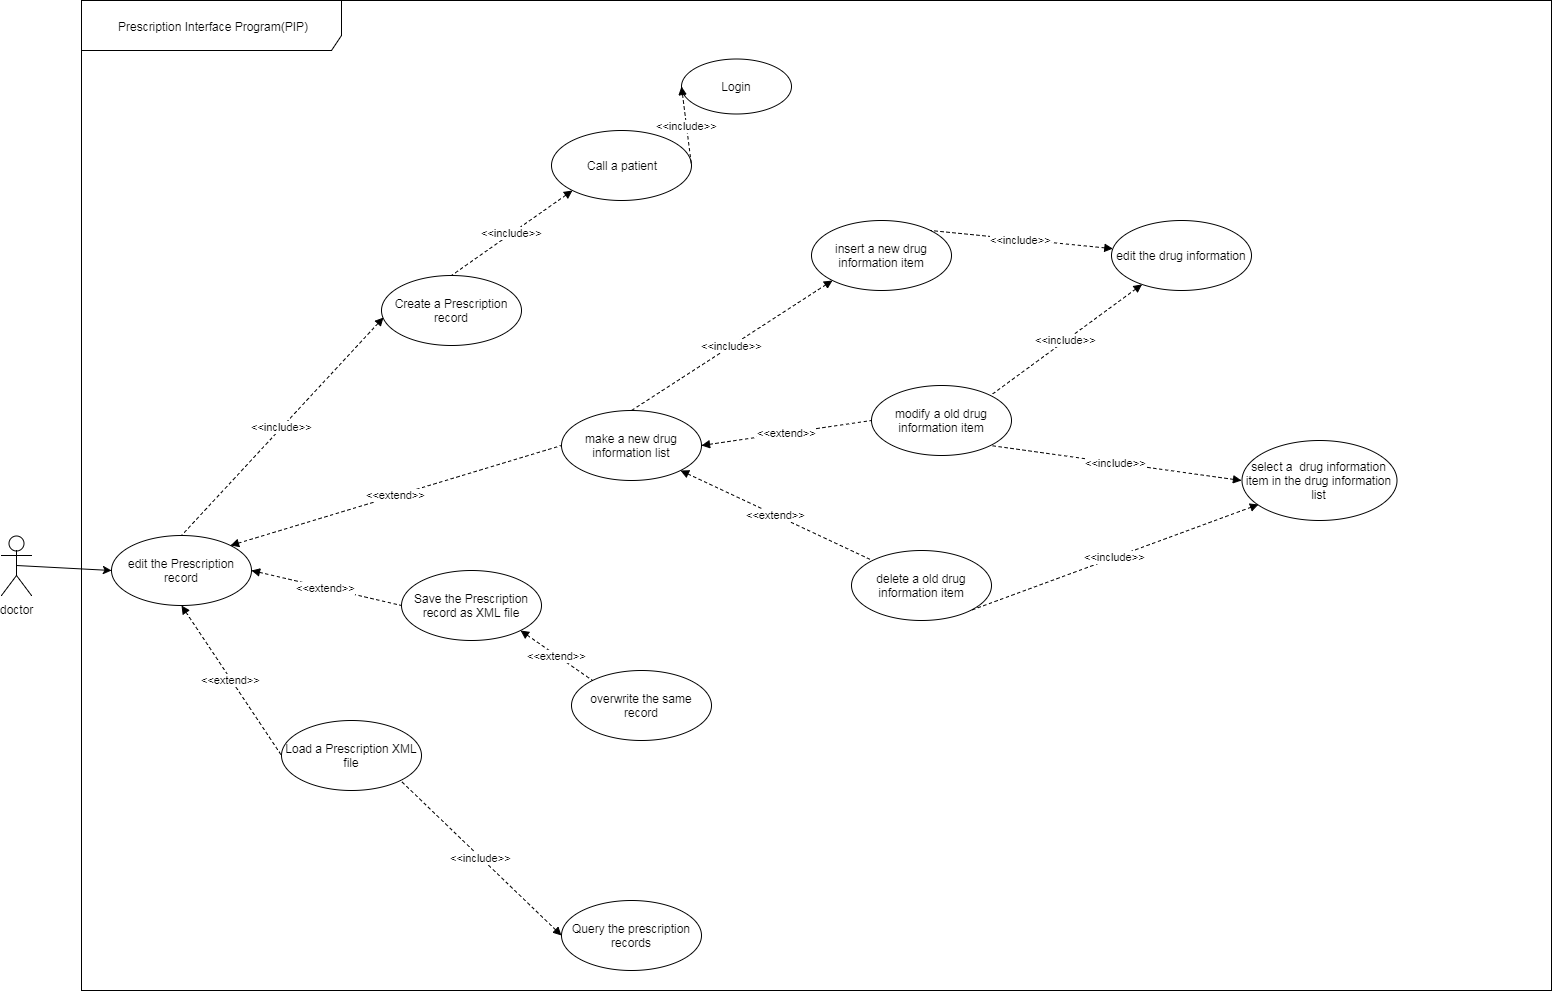 Prescription Interface Program(PIP)
Login
<<include>>
Call a patient
<<include>>
insert a new drug
information item
<<include>>
edit the drug information
Create a Prescription
record
<<include>>
<<include>>
<<include>>
modify a old drug
information item
<<extend>>
make a new drug
information list
<<include>>
select a  drug information
item in the drug information
list
<<extend>>
<<extend>>
<<include>>
edit the Prescription
record
doctor
<<extend>>
Save the Prescription
record as XML file
delete a old drug
information item
<<extend>>
<<extend>>
overwrite the same
record
Load a Prescription XML
file
<<include>>
Query the prescription
records